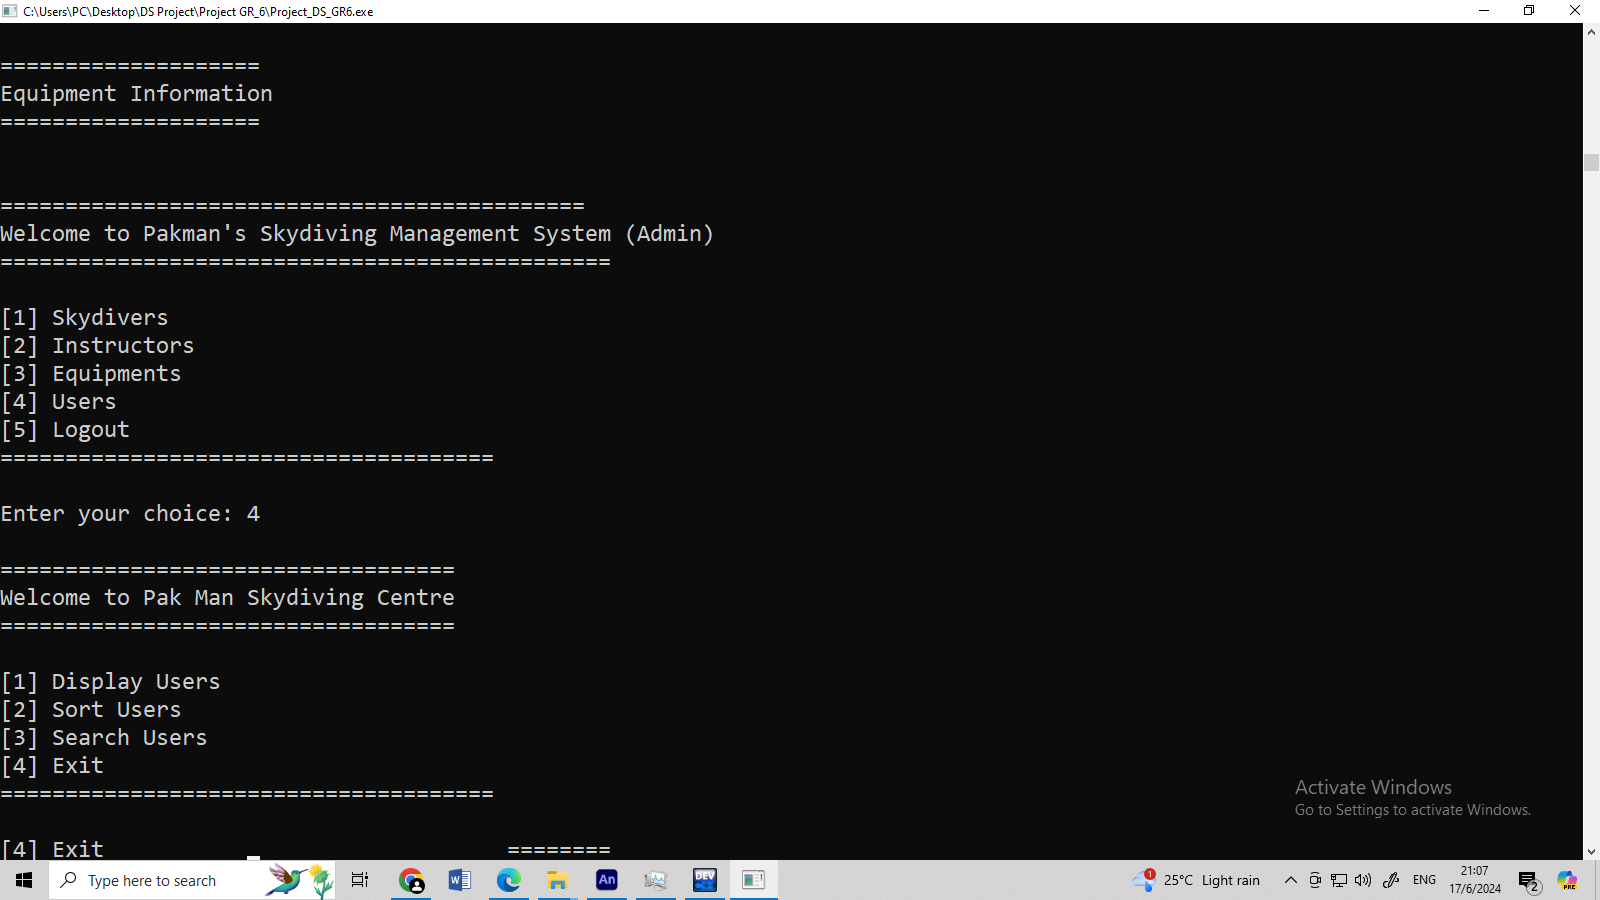 C:\Users\PC\Desktop\DS Project\Project GR_6\Project_DS_GR6.exe
====================
Equipment Information
====================
=============================================
Welcome to Pakman's Skydiving Management System (Admin)
===============================================
[1] Skydivers
[2] Instructors
[3] Equipments
[4] Users
[5] Logout
======================================
Enter your choice: 4
===================================
Welcome to Pak Man Skydiving Centre
===================================
[1] Display Users
[2] Sort Users
[3] Search Users
[4] Exit
======================================
Activate Windows
Go to Settings to activate Windows.
[4] Exit ========
Type here to search
An
DEV
1
25°C Light rain
ENG
21:07
17/6/2024
2
PRE